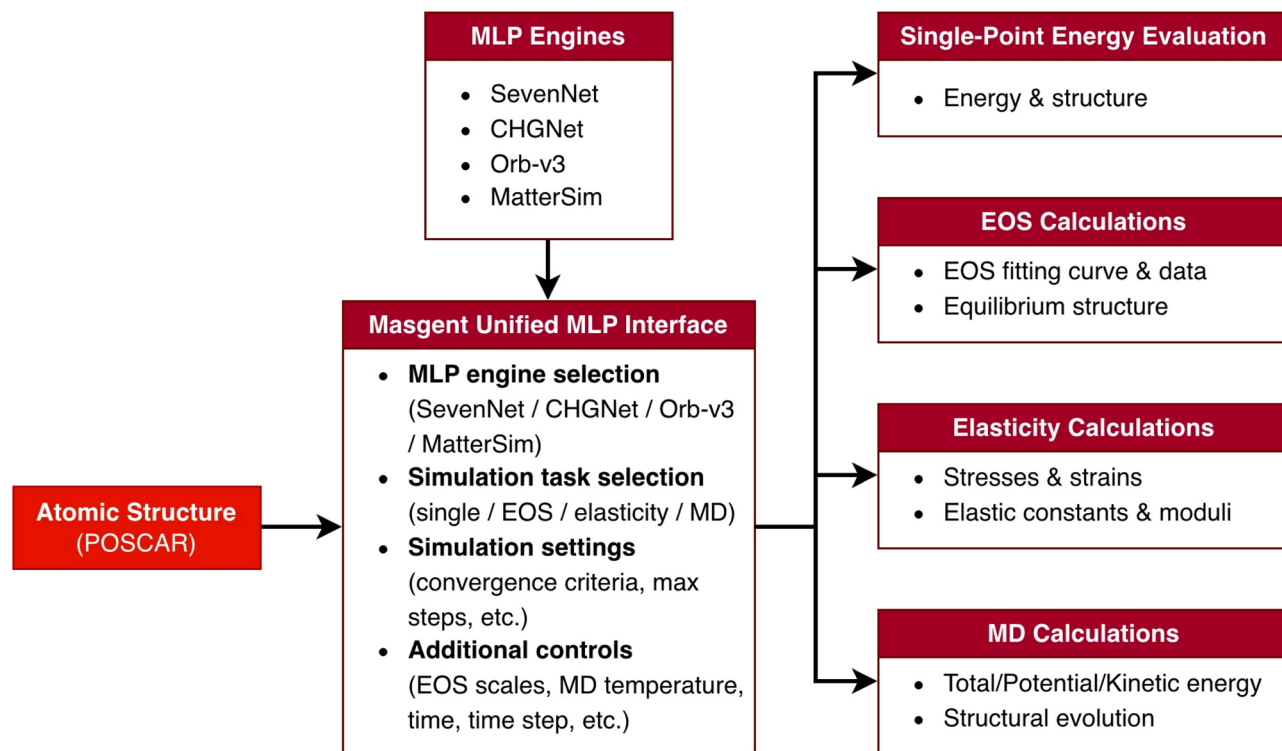 MLP Engines
• SevenNet
• CHGNet
• Orb-v3
• MatterSim
Atomic Structure
(POSCAR)
Masgent Unified MLP Interface
• MLP engine selection
(SevenNet / CHGNet / Orb-v3
/ MatterSim)
• Simulation task selection
(single / EOS / elasticity / MD)
• Simulation settings
(convergence criteria, max
steps, etc.)
• Additional controls
(EOS scales, MD temperature,
time, time step, etc.)
Single-Point Energy Evaluation
• Energy & structure
EOS Calculations
• EOS fitting curve & data
• Equilibrium structure
Elasticity Calculations
• Stresses & strains
• Elastic constants & moduli
MD Calculations
• Total/Potential/Kinetic energy
• Structural evolution